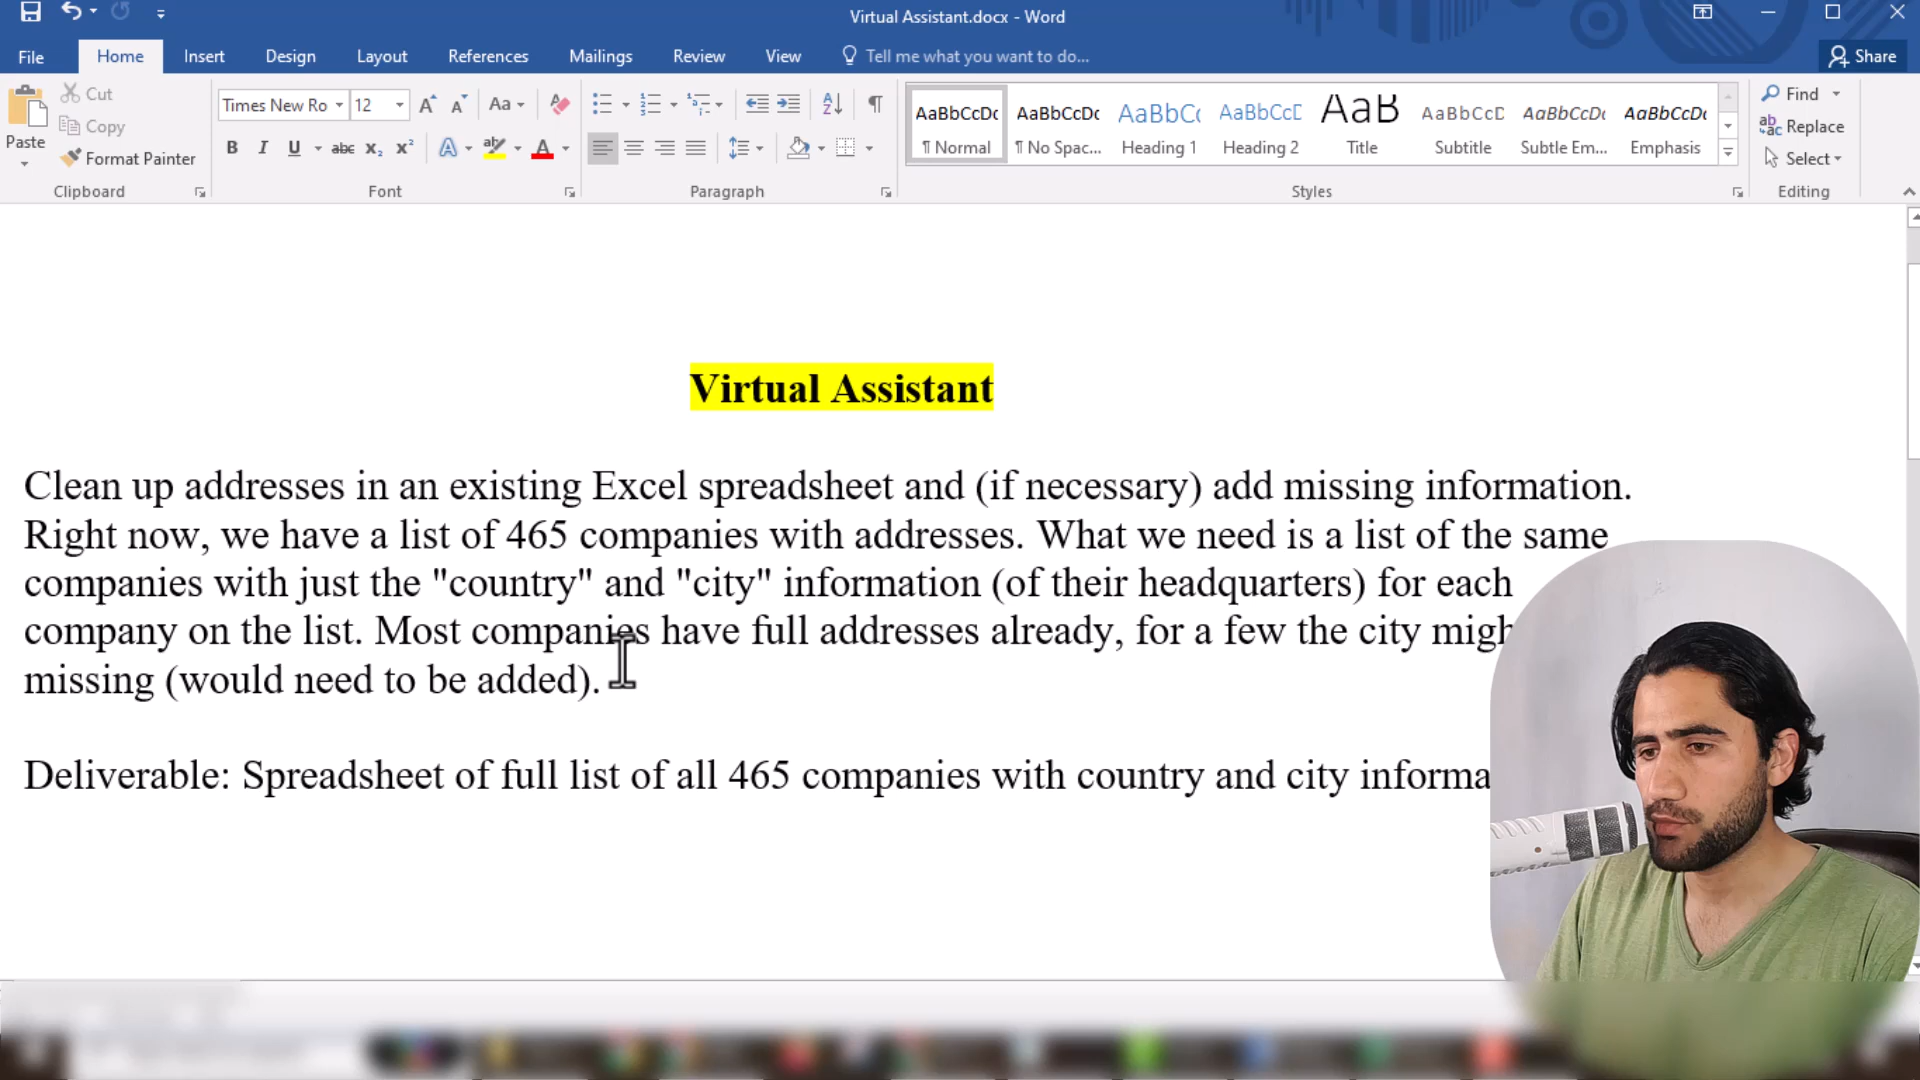 Virtual Assistant.docx - Word
File Home Insert Design Layout References Mailings Review View Tell me what you want to do... Share
Cut
Copy
Paste
Format Painter
Clipboard
Times New Ro 12 Aa
B I U abc x₂ x² A ab A
Font
Paragraph
AaBbCcDc AaBbCcDc AaBbCc AaBbCcD AaB AaBbCcD AaBbCcDc AaBbCcDc
¶ Normal ¶ No Spac... Heading 1 Heading 2 Title Subtitle Subtle Em... Emphasis
Styles
Find
Replace
Select
Editing
Virtual Assistant
Clean up addresses in an existing Excel spreadsheet and (if necessary) add missing information.
Right now, we have a list of 465 companies with addresses. What we need is a list of the same
companies with just the "country" and "city" information (of their headquarters) for each
company on the list. Most companies have full addresses already, for a few the city
missing (would need to be added).
Deliverable: Spreadsheet of full list of all 465 companies with country and city informa